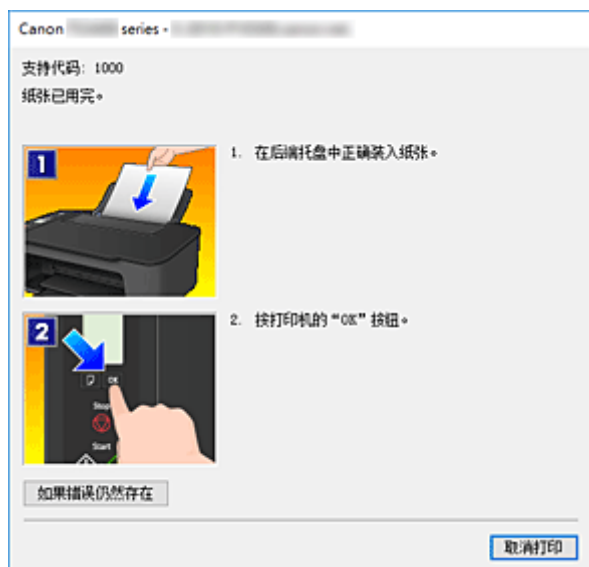 Canon series -
支持代码: 1000
纸张已用完。
1
1. 在后端托盘中正确装入纸张。
2
2. 按打印机的“OK”按钮。
OK
Stop
Start
如果错误仍然存在
取消打印